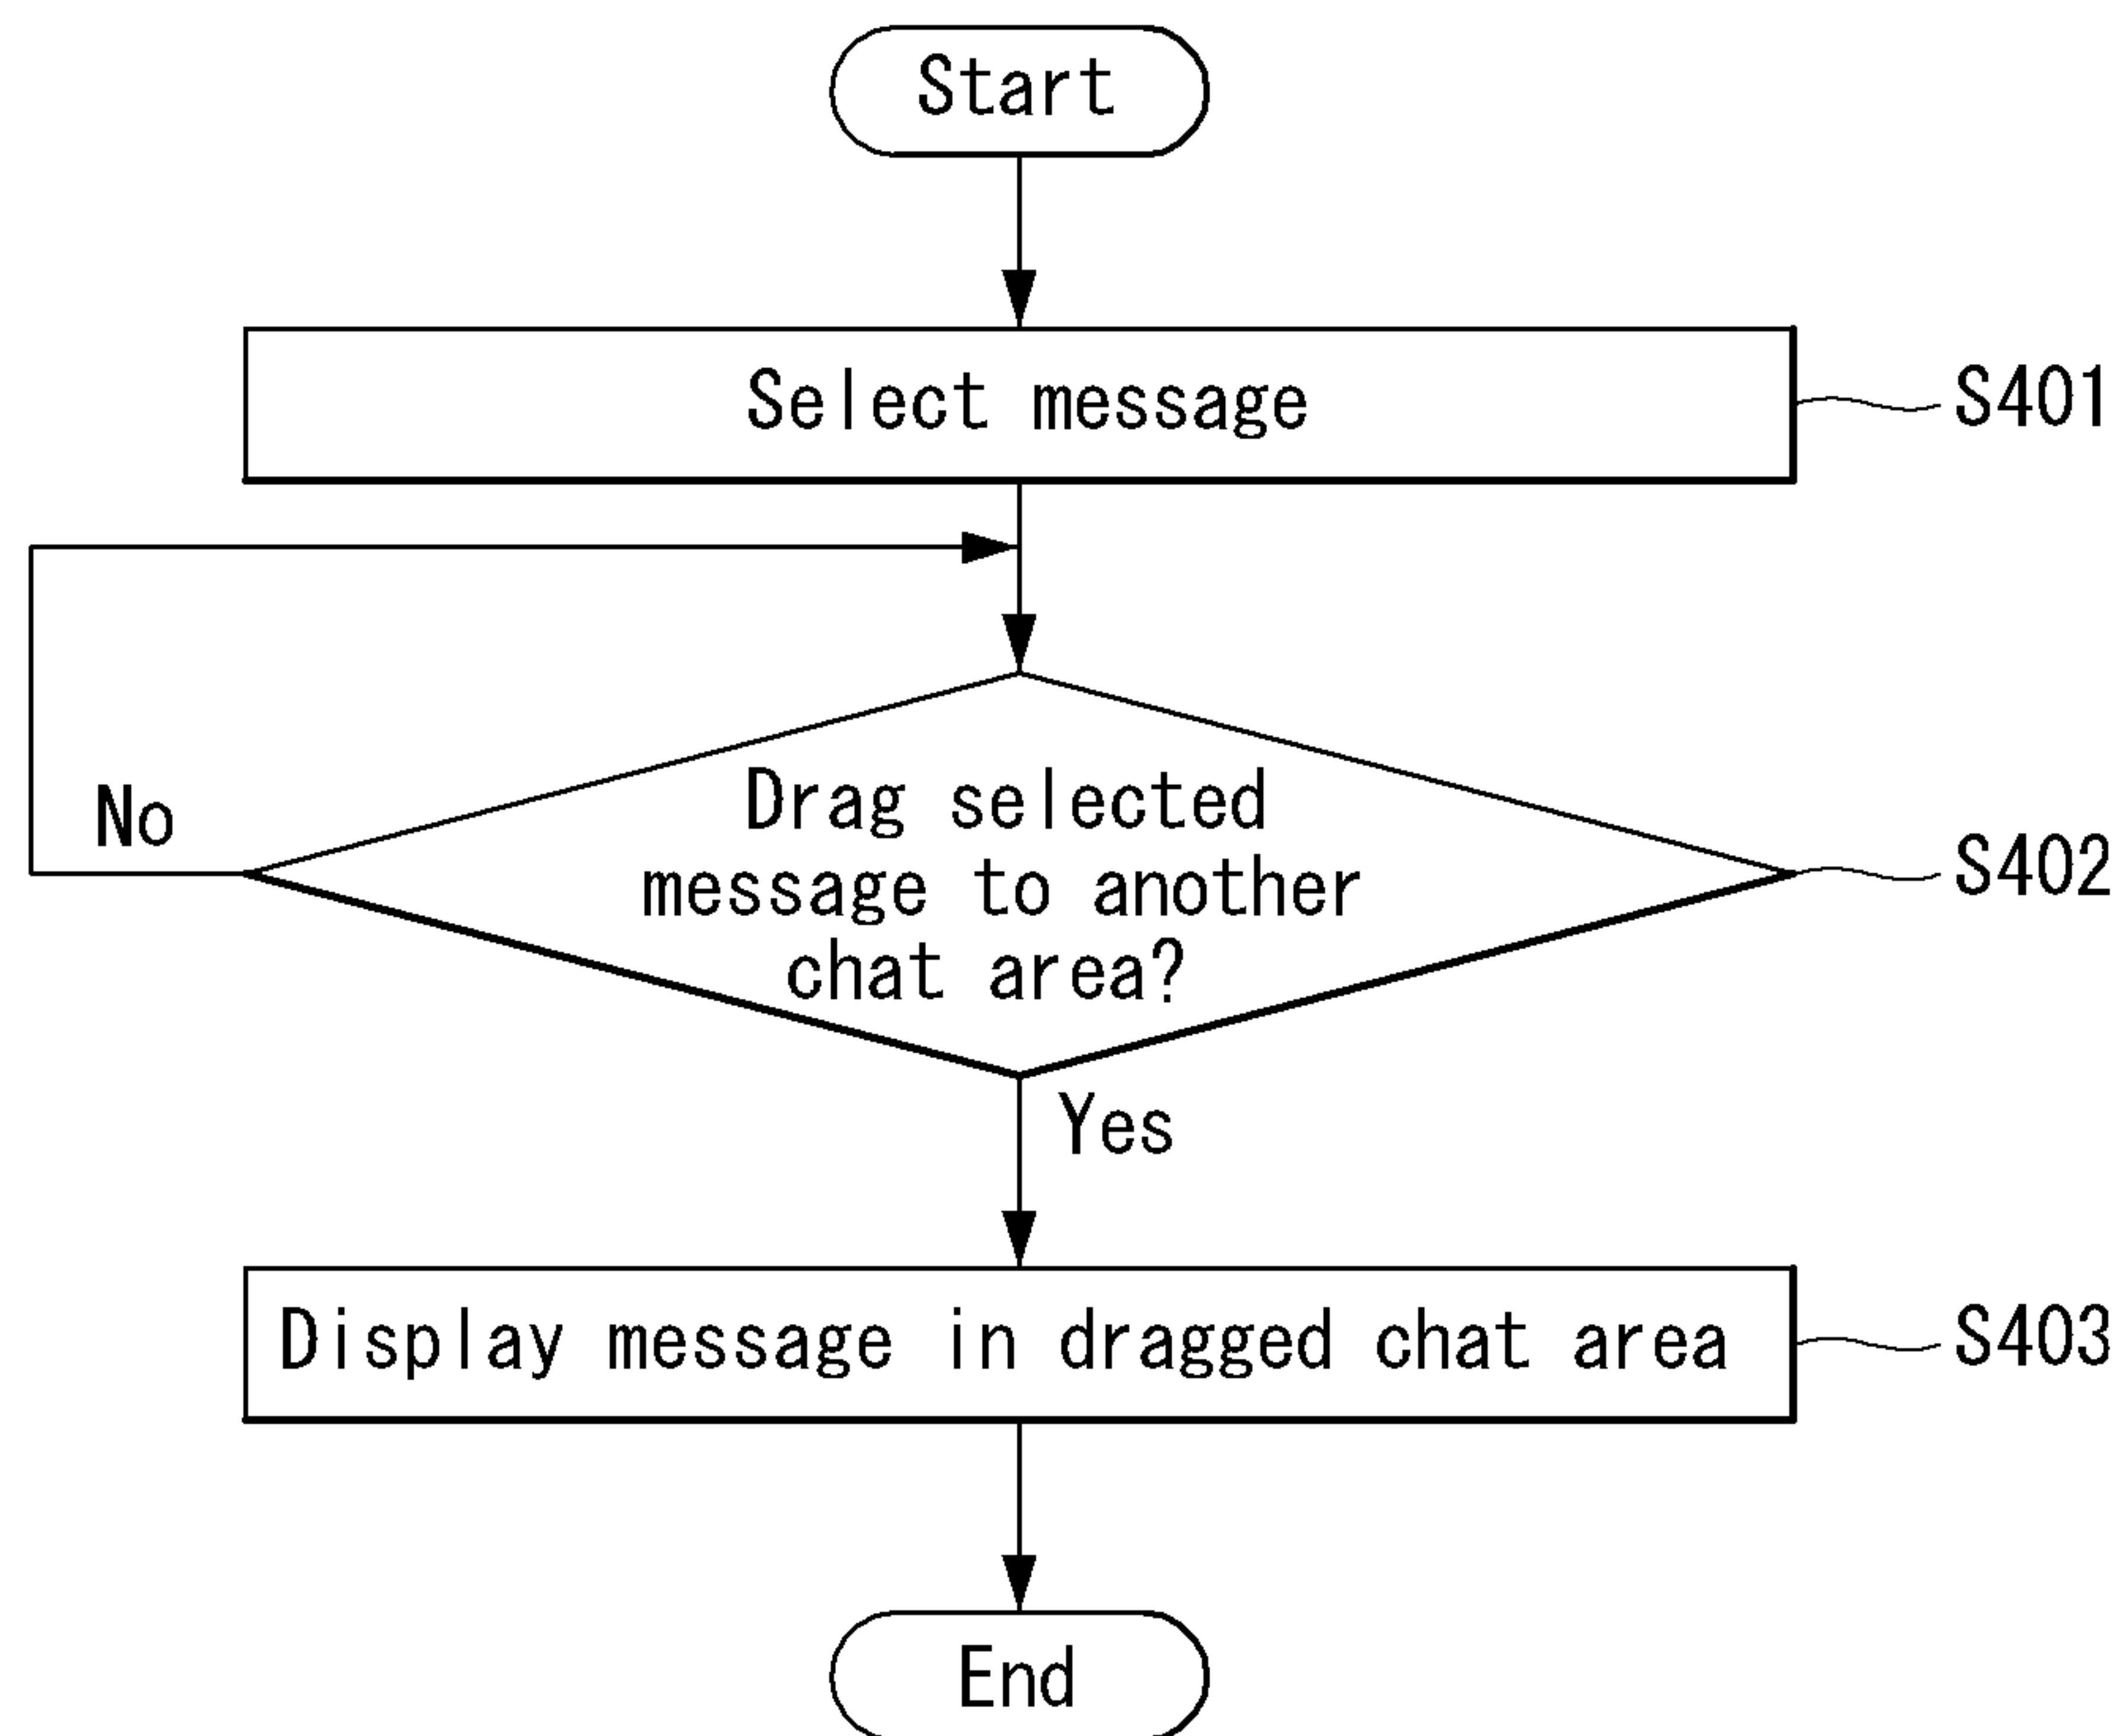 Start
Select message
S401
No
Drag selected
message to another
chat area?
S402
Yes
Display message in dragged chat area
S403
End